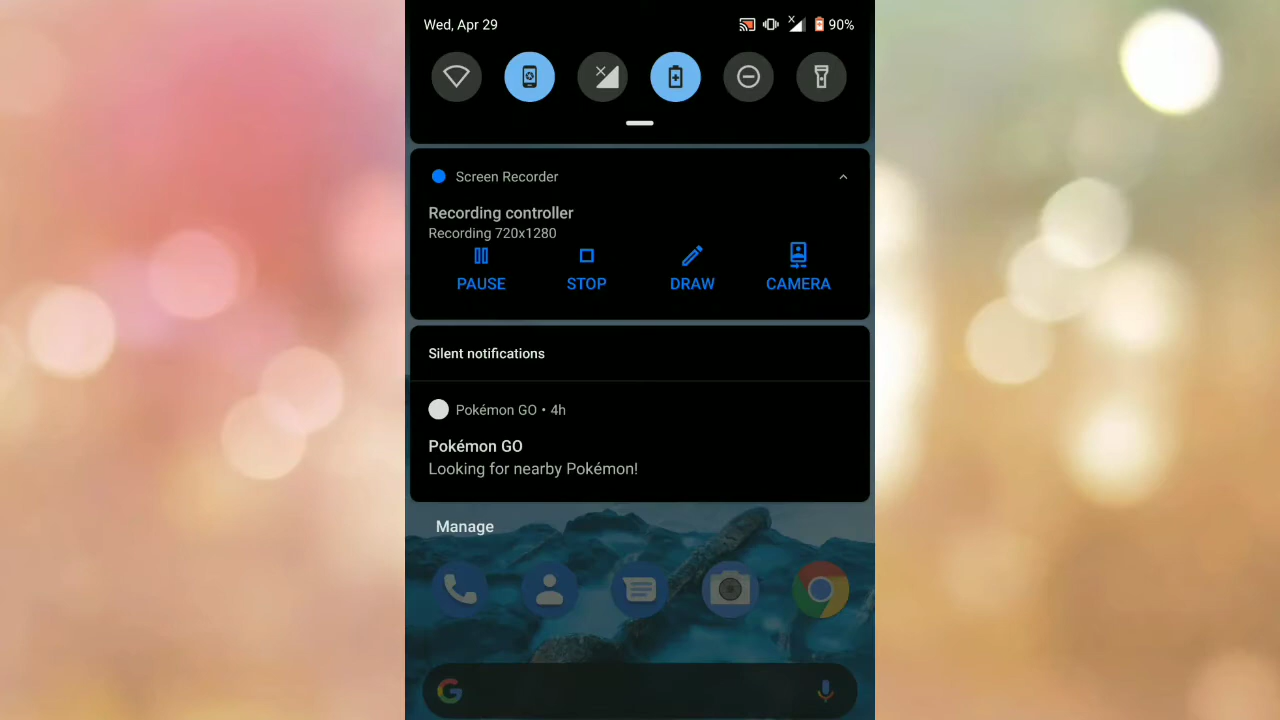 Wed, Apr 29
90%
Screen Recorder
Recording controller
Recording 720x1280
PAUSE
STOP
DRAW
CAMERA
Silent notifications
Pokémon GO • 4h
Pokémon GO
Looking for nearby Pokémon!
Manage